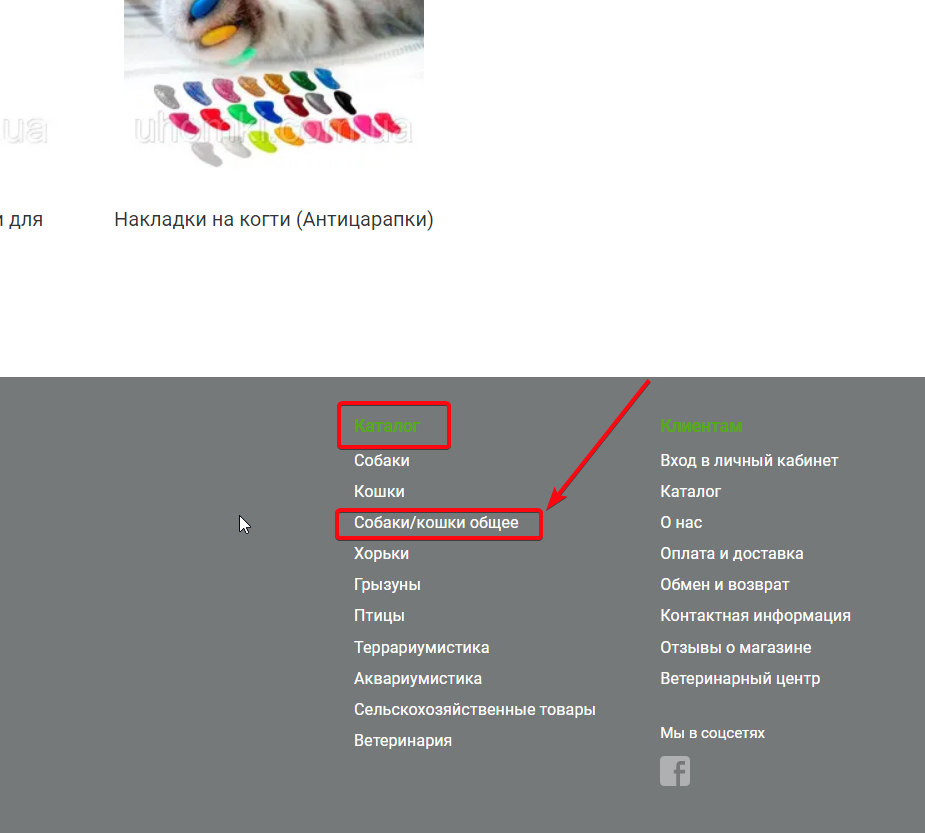 ua
uhomki.com.ua
и для
Накладки на когти (Антицарапки)
Каталог
Собаки
Кошки
Собаки/кошки общее
Хорьки
Грызуны
Птицы
Террариумистика
Аквариумистика
Сельскохозяйственные товары
Ветеринария
Клиентам
Вход в личный кабинет
Каталог
О нас
Оплата и доставка
Обмен и возврат
Контактная информация
Отзывы о магазине
Ветеринарный центр
Мы в соцсетях